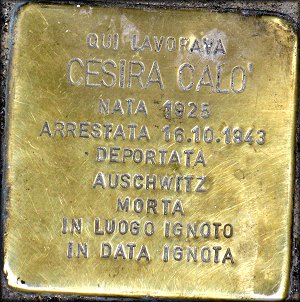 QUI LAVORAVA
CESIRA CALO'
NATA 1925
ARRESTATA 16.10.1943
DEPORTATA
AUSCHWITZ
MORTA
IN LUOGO IGNOTO
IN DATA IGNOTA